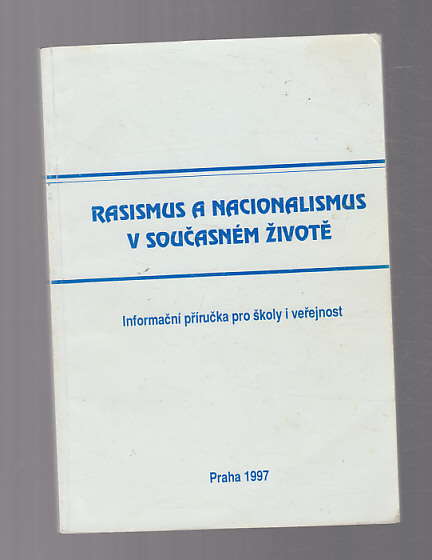 RASISMUS A NACIONALISMUS
V SOUČASNÉM ŽIVOTĚ
Informační příručka pro školy i veřejnost
Praha 1997